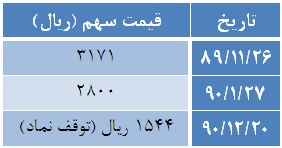 تاریخ قیمت سهم (ریال)
۸۹/۱۱/۲۶ ۳۱۷۱
۹۰/۱/۲۷ ۲۸۰۰
۹۰/۱۲/۲۰ ۱۵۴۴ ریال (توقف نماد)